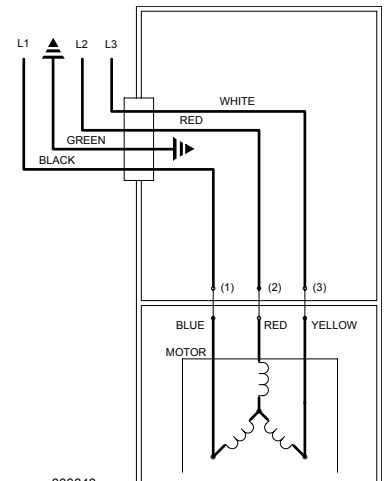 L1 L2 L3
WHITE
RED
GREEN
BLACK
(1) (2) (3)
BLUE RED YELLOW
MOTOR